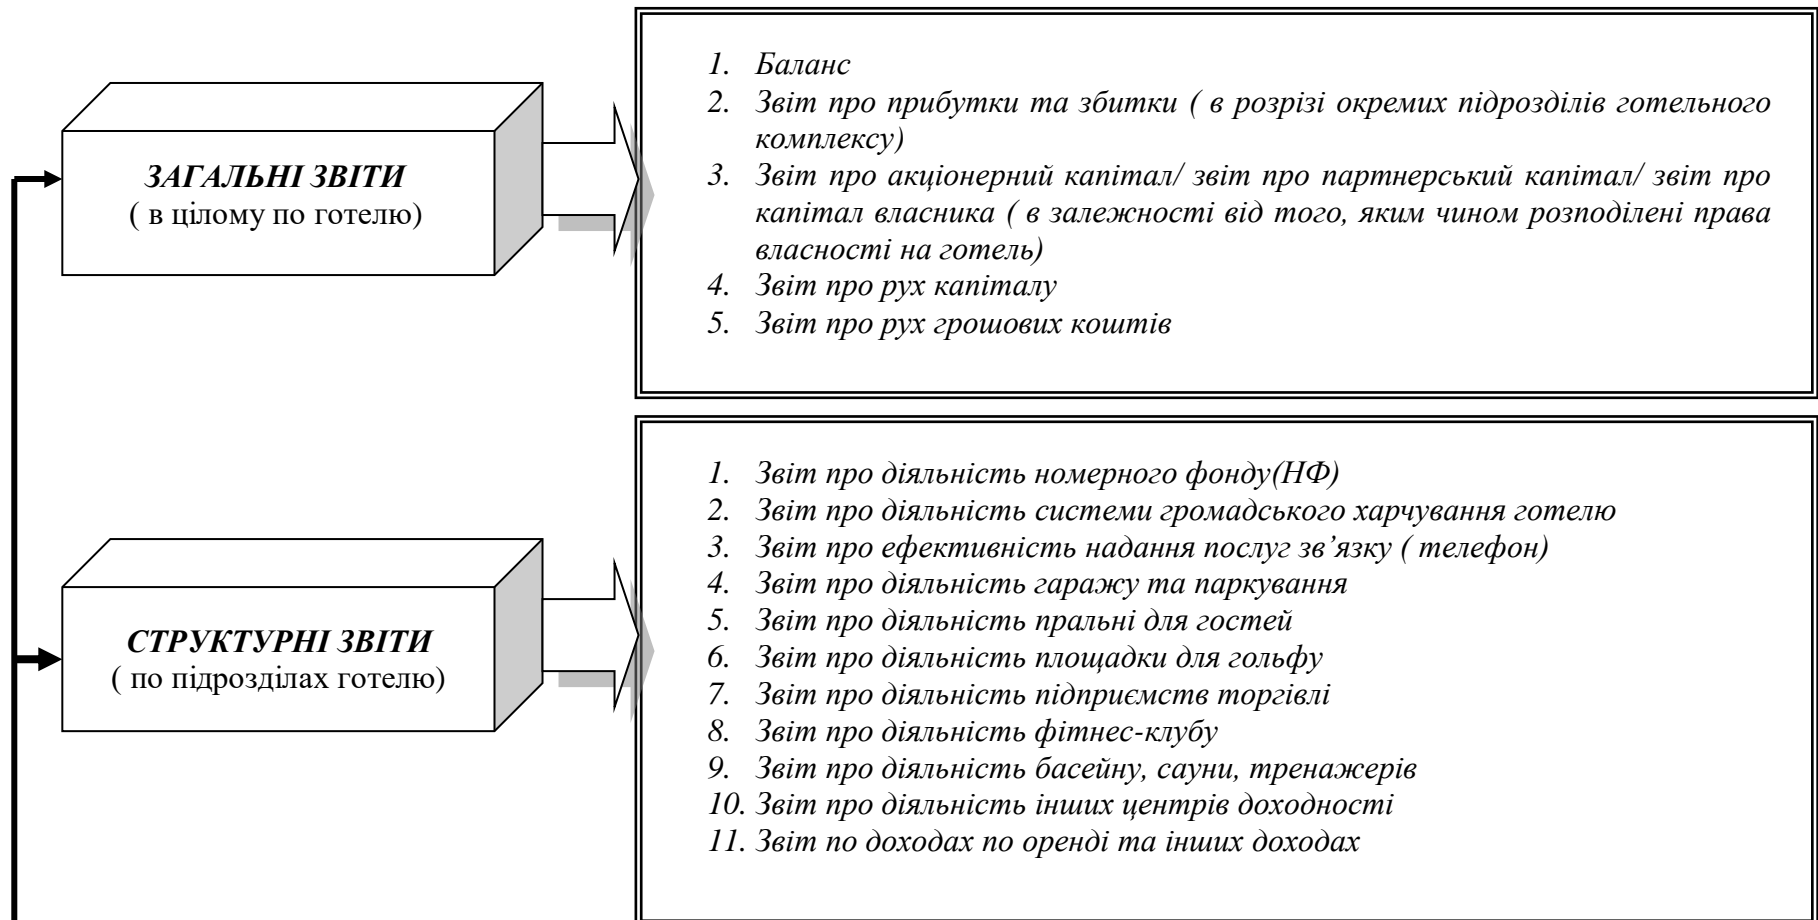 ЗАГАЛЬНІ ЗВІТИ
( в цілому по готелю)
1. Баланс
2. Звіт про прибутки та збитки ( в розрізі окремих підрозділів готельного
комплексу)
3. Звіт про акціонерний капітал/ звіт про партнерський капітал/ звіт про
капітал власника ( в залежності від того, яким чином розподілені права
власності на готель)
4. Звіт про рух капіталу
5. Звіт про рух грошових коштів
СТРУКТУРНІ ЗВІТИ
( по підрозділах готелю)
1. Звіт про діяльність номерного фонду(НФ)
2. Звіт про діяльність системи громадського харчування готелю
3. Звіт про ефективність надання послуг зв’язку ( телефон)
4. Звіт про діяльність гаражу та паркування
5. Звіт про діяльність пральні для гостей
6. Звіт про діяльність площадки для гольфу
7. Звіт про діяльність підприємств торгівлі
8. Звіт про діяльність фітнес-клубу
9. Звіт про діяльність басейну, сауни, тренажерів
10. Звіт про діяльність інших центрів доходності
11. Звіт по доходах по оренді та інших доходах